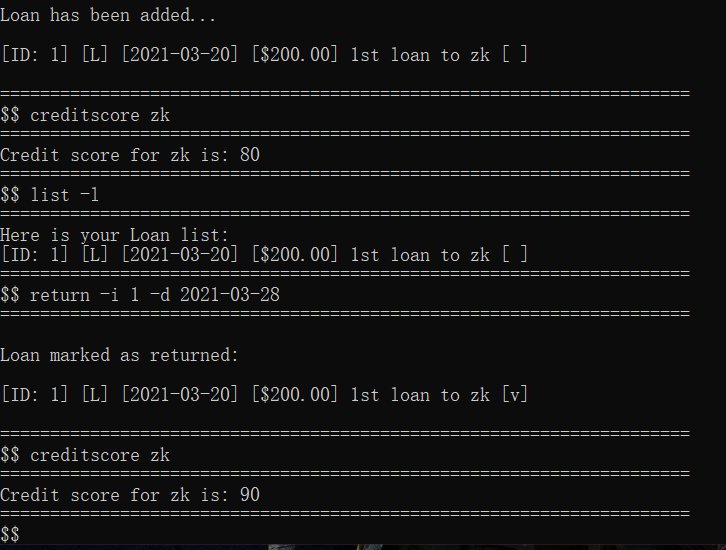 Loan has been added...
[ID: 1] [L] [2021-03-20] [$200.00] 1st loan to zk [ ]
=====================================================================
$$ creditscore zk
=====================================================================
Credit score for zk is: 80
=====================================================================
$$ list -l
=====================================================================
Here is your Loan list:
[ID: 1] [L] [2021-03-20] [$200.00] 1st loan to zk [ ]
=====================================================================
$$ return -i 1 -d 2021-03-28
=====================================================================
Loan marked as returned:
[ID: 1] [L] [2021-03-20] [$200.00] 1st loan to zk [v]
=====================================================================
$$ creditscore zk
=====================================================================
Credit score for zk is: 90
=====================================================================
$$